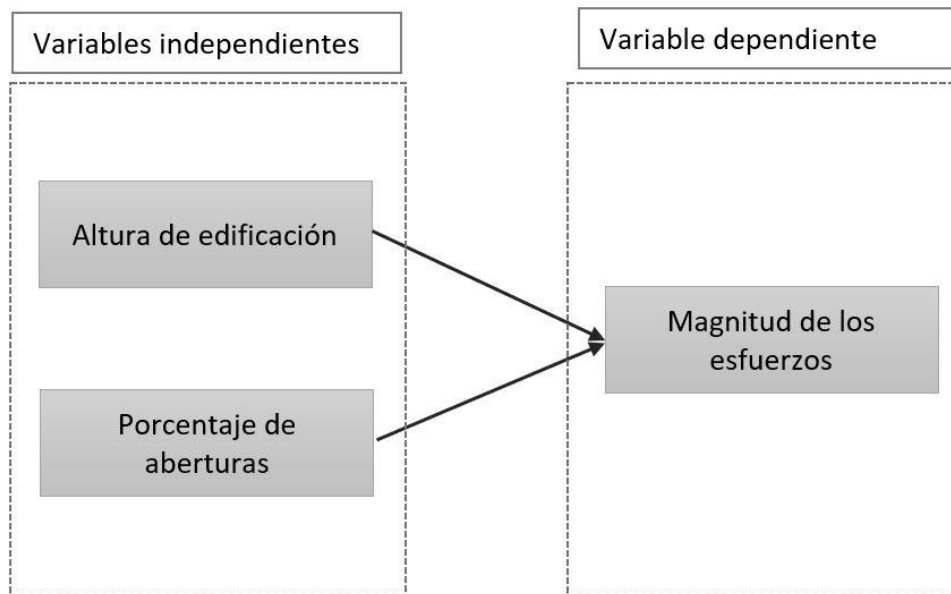 Variables independientes
Variable dependiente
Altura de edificación
Magnitud de los
esfuerzos
Porcentaje de
aberturas